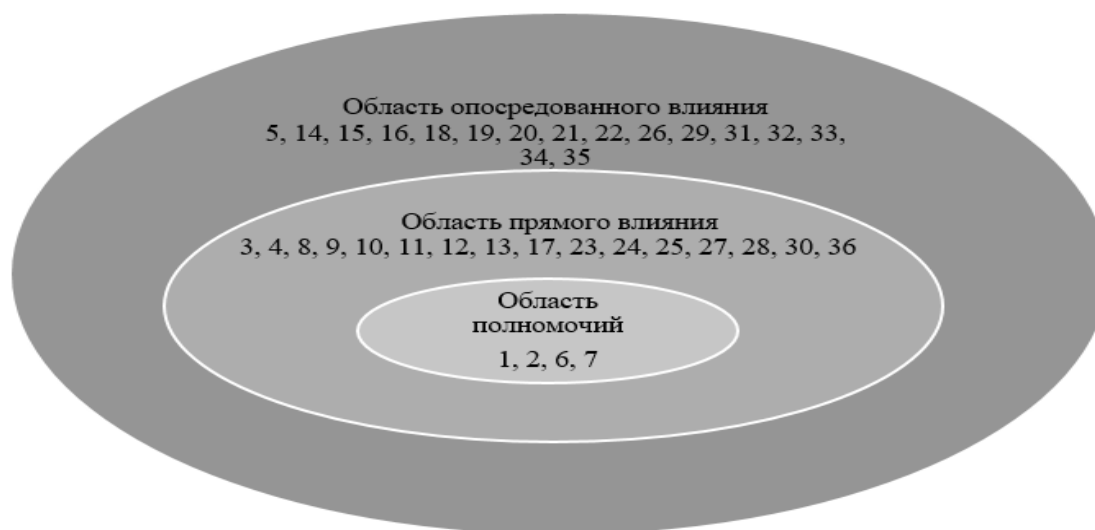 Область опосредованного влияния
5, 14, 15, 16, 18, 19, 20, 21, 22, 26, 29, 31, 32, 33,
34, 35
Область прямого влияния
3, 4, 8, 9, 10, 11, 12, 13, 17, 23, 24, 25, 27, 28, 30, 36
Область
полномочий
1, 2, 6, 7